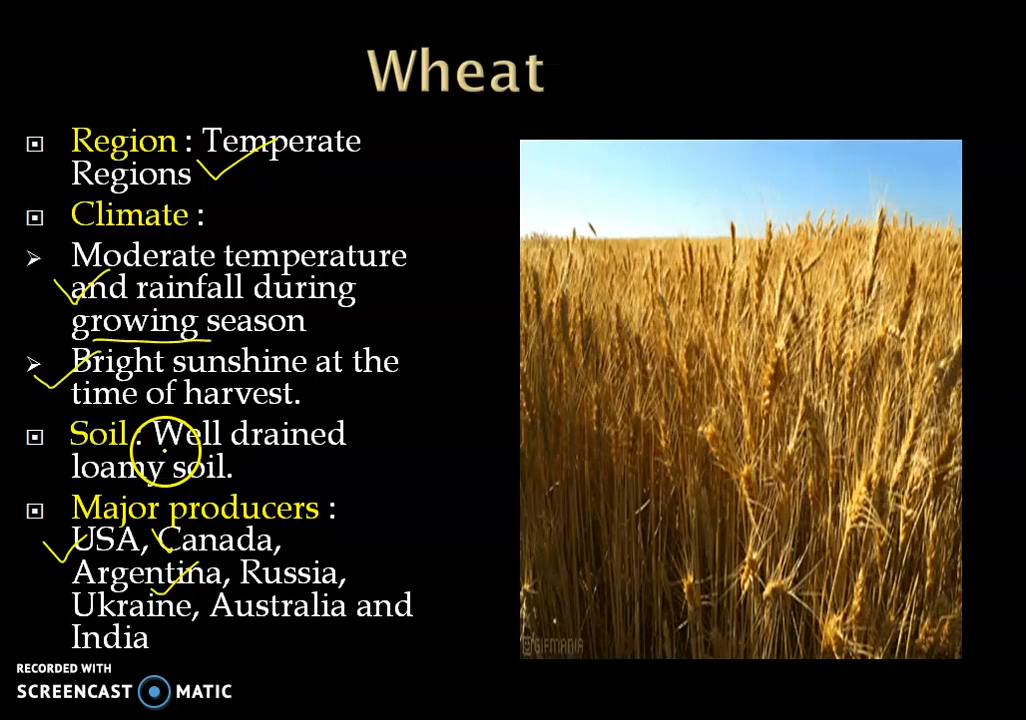 Wheat
Region : Temperate
Regions
Climate :
Moderate temperature
and rainfall during
growing season
Bright sunshine at the
time of harvest.
Soil : Well drained
loamy soil.
Major producers :
USA, Canada,
Argentina, Russia,
Ukraine, Australia and
India
GIFMANIA
RECORDED WITH
SCREENCAST MATIC